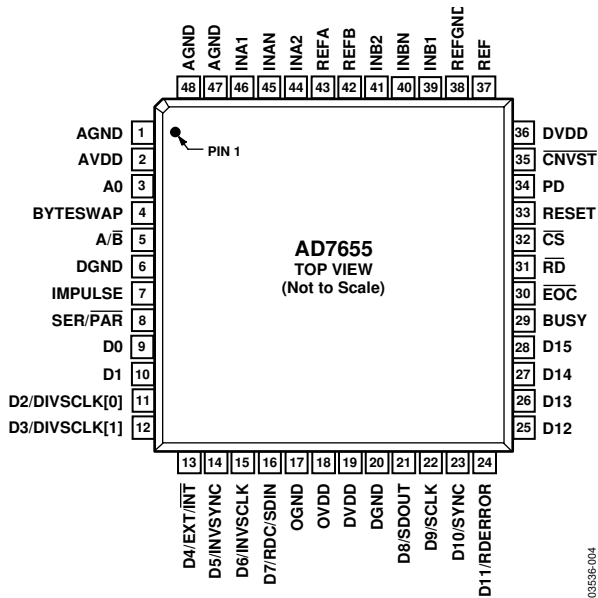 AGND
AGND
INA1
INAN
INA2
REFA
REFB
INB2
INBN
INB1
REFGND
REF
48
47
46
45
44
43
42
41
40
39
38
37
AGND 1
AVDD 2
A0 3
BYTESWAP 4
A/B̅ 5
DGND 6
IMPULSE 7
SER/P̅A̅R̅ 8
D0 9
D1 10
D2/DIVSCLK[0] 11
D3/DIVSCLK[1] 12
PIN 1
AD7655
TOP VIEW
(Not to Scale)
36 DVDD
35 C̅N̅V̅S̅T̅
34 PD
33 RESET
32 C̅S̅
31 R̅D̅
30 E̅O̅C̅
29 BUSY
28 D15
27 D14
26 D13
25 D12
13
14
15
16
17
18
19
20
21
22
23
24
D4/EXT/I̅N̅T̅
D5/INVSYNC
D6/INVSCLK
D7/RDC/SDIN
OGND
OVDD
DVDD
DGND
D8/SDOUT
D9/SCLK
D10/SYNC
D11/RDERROR
03536-004